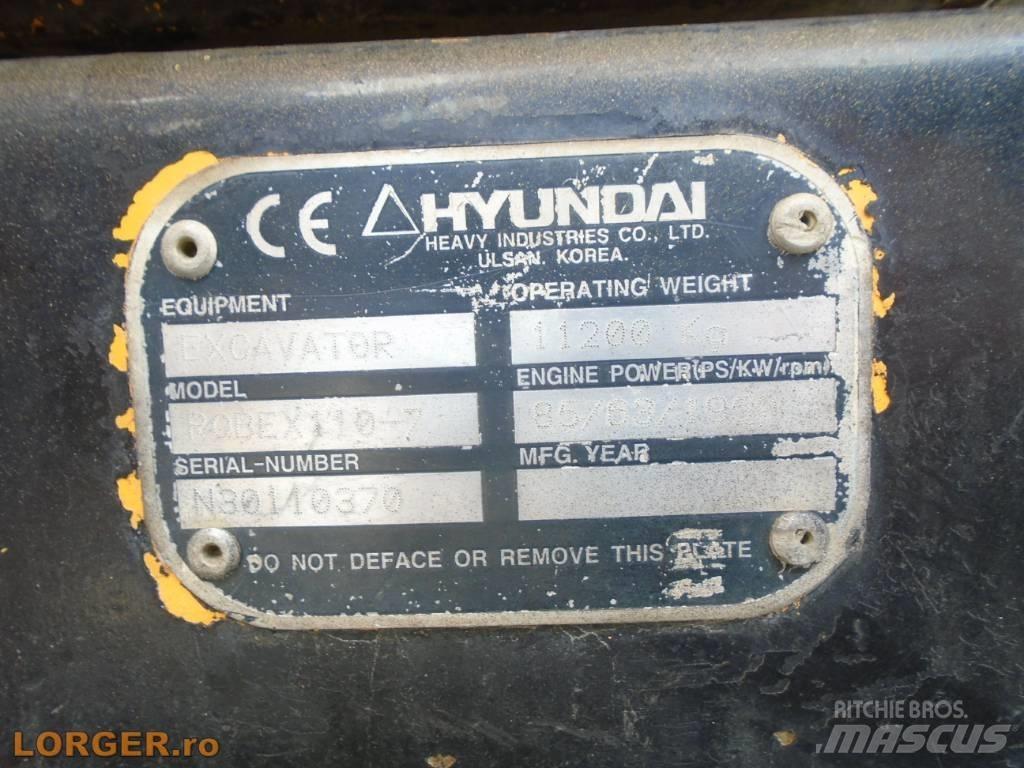 CE HYUNDAI
HEAVY INDUSTRIES CO., LTD.
ULSAN, KOREA.
EQUIPMENT
EXCAVATOR
OPERATING WEIGHT
11200 Kg
MODEL
ROBEX110-7
ENGINE POWER(PS/KW/rpm)
SERIAL-NUMBER
N30110370
MFG. YEAR
DO NOT DEFACE OR REMOVE THIS PLATE
LORGER.ro
RITCHIE BROS.
MASCUS